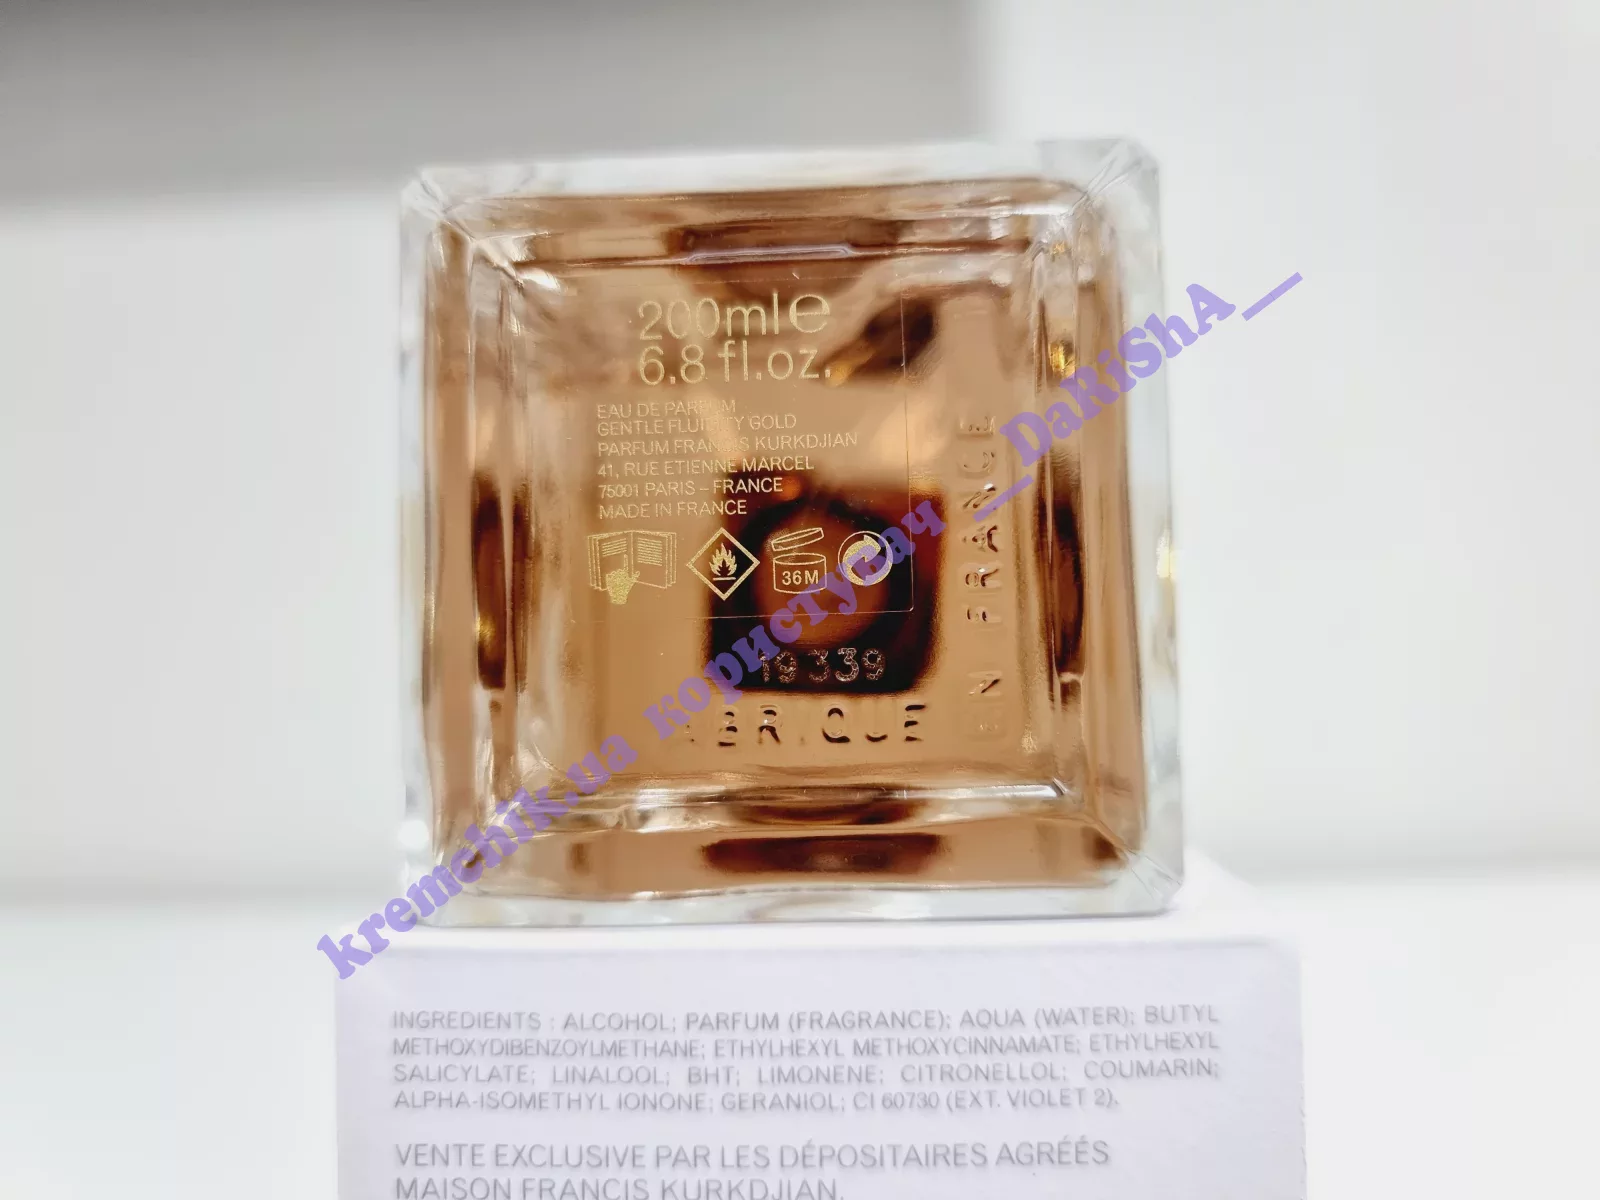 200ml e
6.8 fl.oz.
EAU DE PARFUM
GENTLE FLUIDITY GOLD
PARFUM FRANCIS KURKDJIAN
41, RUE ETIENNE MARCEL
75001 PARIS – FRANCE
MADE IN FRANCE
36M
19339
FABRIQUE
EN FRANCE
kremchik.ua користувач __DaRiShA__
INGREDIENTS : ALCOHOL; PARFUM (FRAGRANCE); AQUA (WATER); BUTYL
METHOXYDIBENZOYLMETHANE; ETHYLHEXYL METHOXYCINNAMATE; ETHYLHEXYL
SALICYLATE; LINALOOL; BHT; LIMONENE; CITRONELLOL; COUMARIN;
ALPHA-ISOMETHYL IONONE; GERANIOL; CI 60730 (EXT. VIOLET 2).
VENTE EXCLUSIVE PAR LES DÉPOSITAIRES AGRÉÉS
MAISON FRANCIS KURKDJIAN.